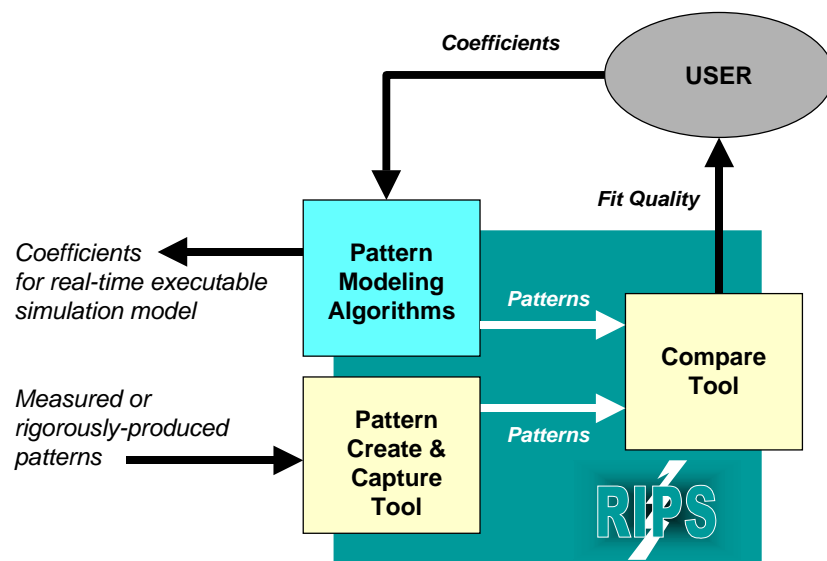 Coefficients
USER
Fit Quality
Pattern
Modeling
Algorithms
Coefficients
for real-time executable
simulation model
Patterns
Compare
Tool
Measured or
rigorously-produced
patterns
Pattern
Create &
Capture
Tool
Patterns
RIPS